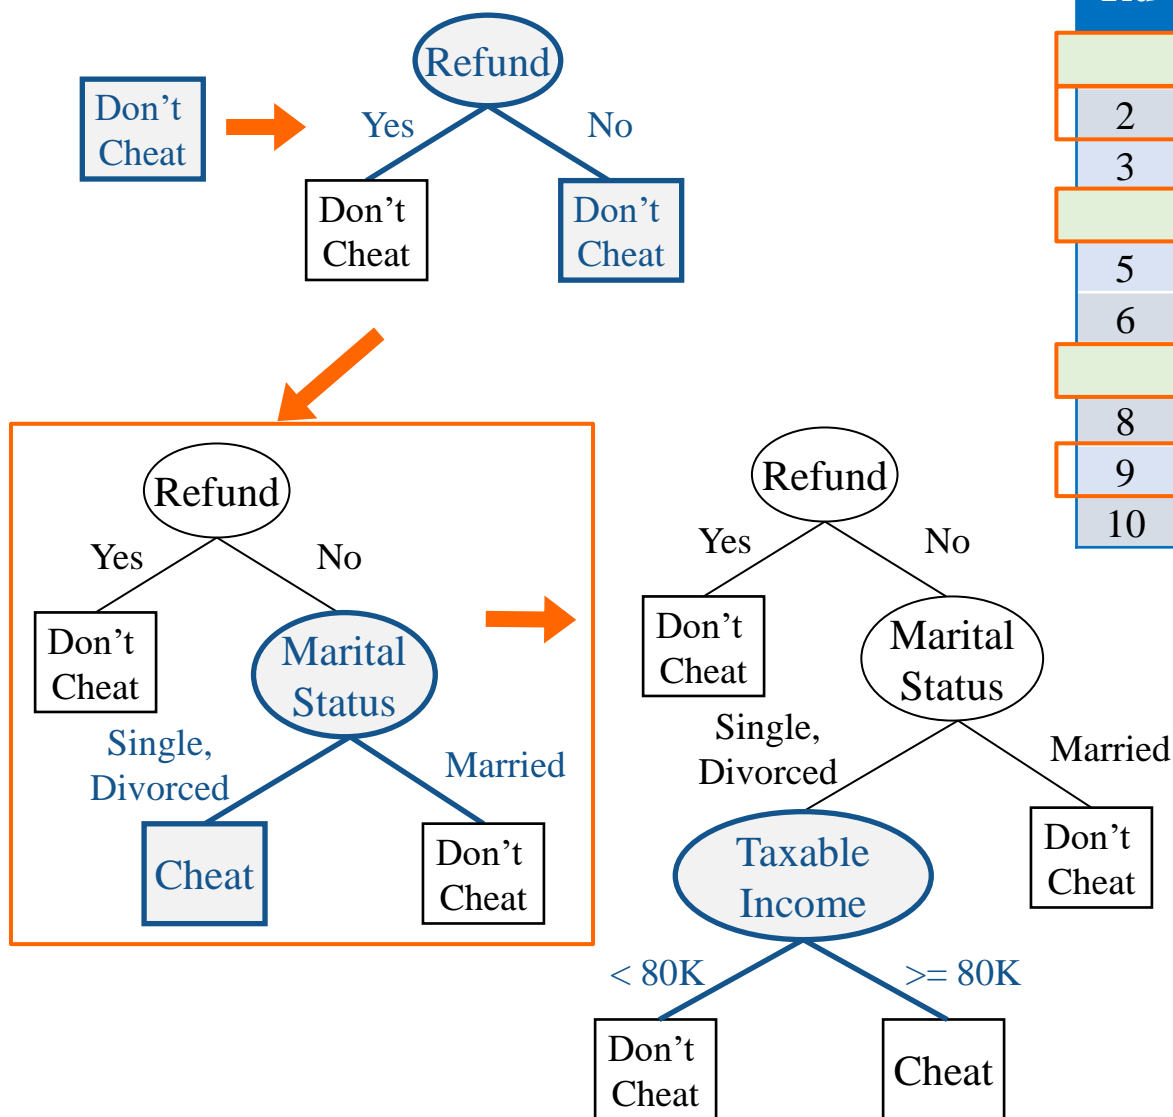 Refund
Don't
Cheat
Yes
No
Don't
Cheat
Don't
Cheat
Refund
Yes
No
Don't
Cheat
Marital
Status
Single,
Divorced
Married
Cheat
Don't
Cheat
Refund
Yes
No
Don't
Cheat
Marital
Status
Single,
Divorced
Married
Taxable
Income
Don't
Cheat
< 80K
>= 80K
Don't
Cheat
Cheat
2
3
5
6
8
9
10